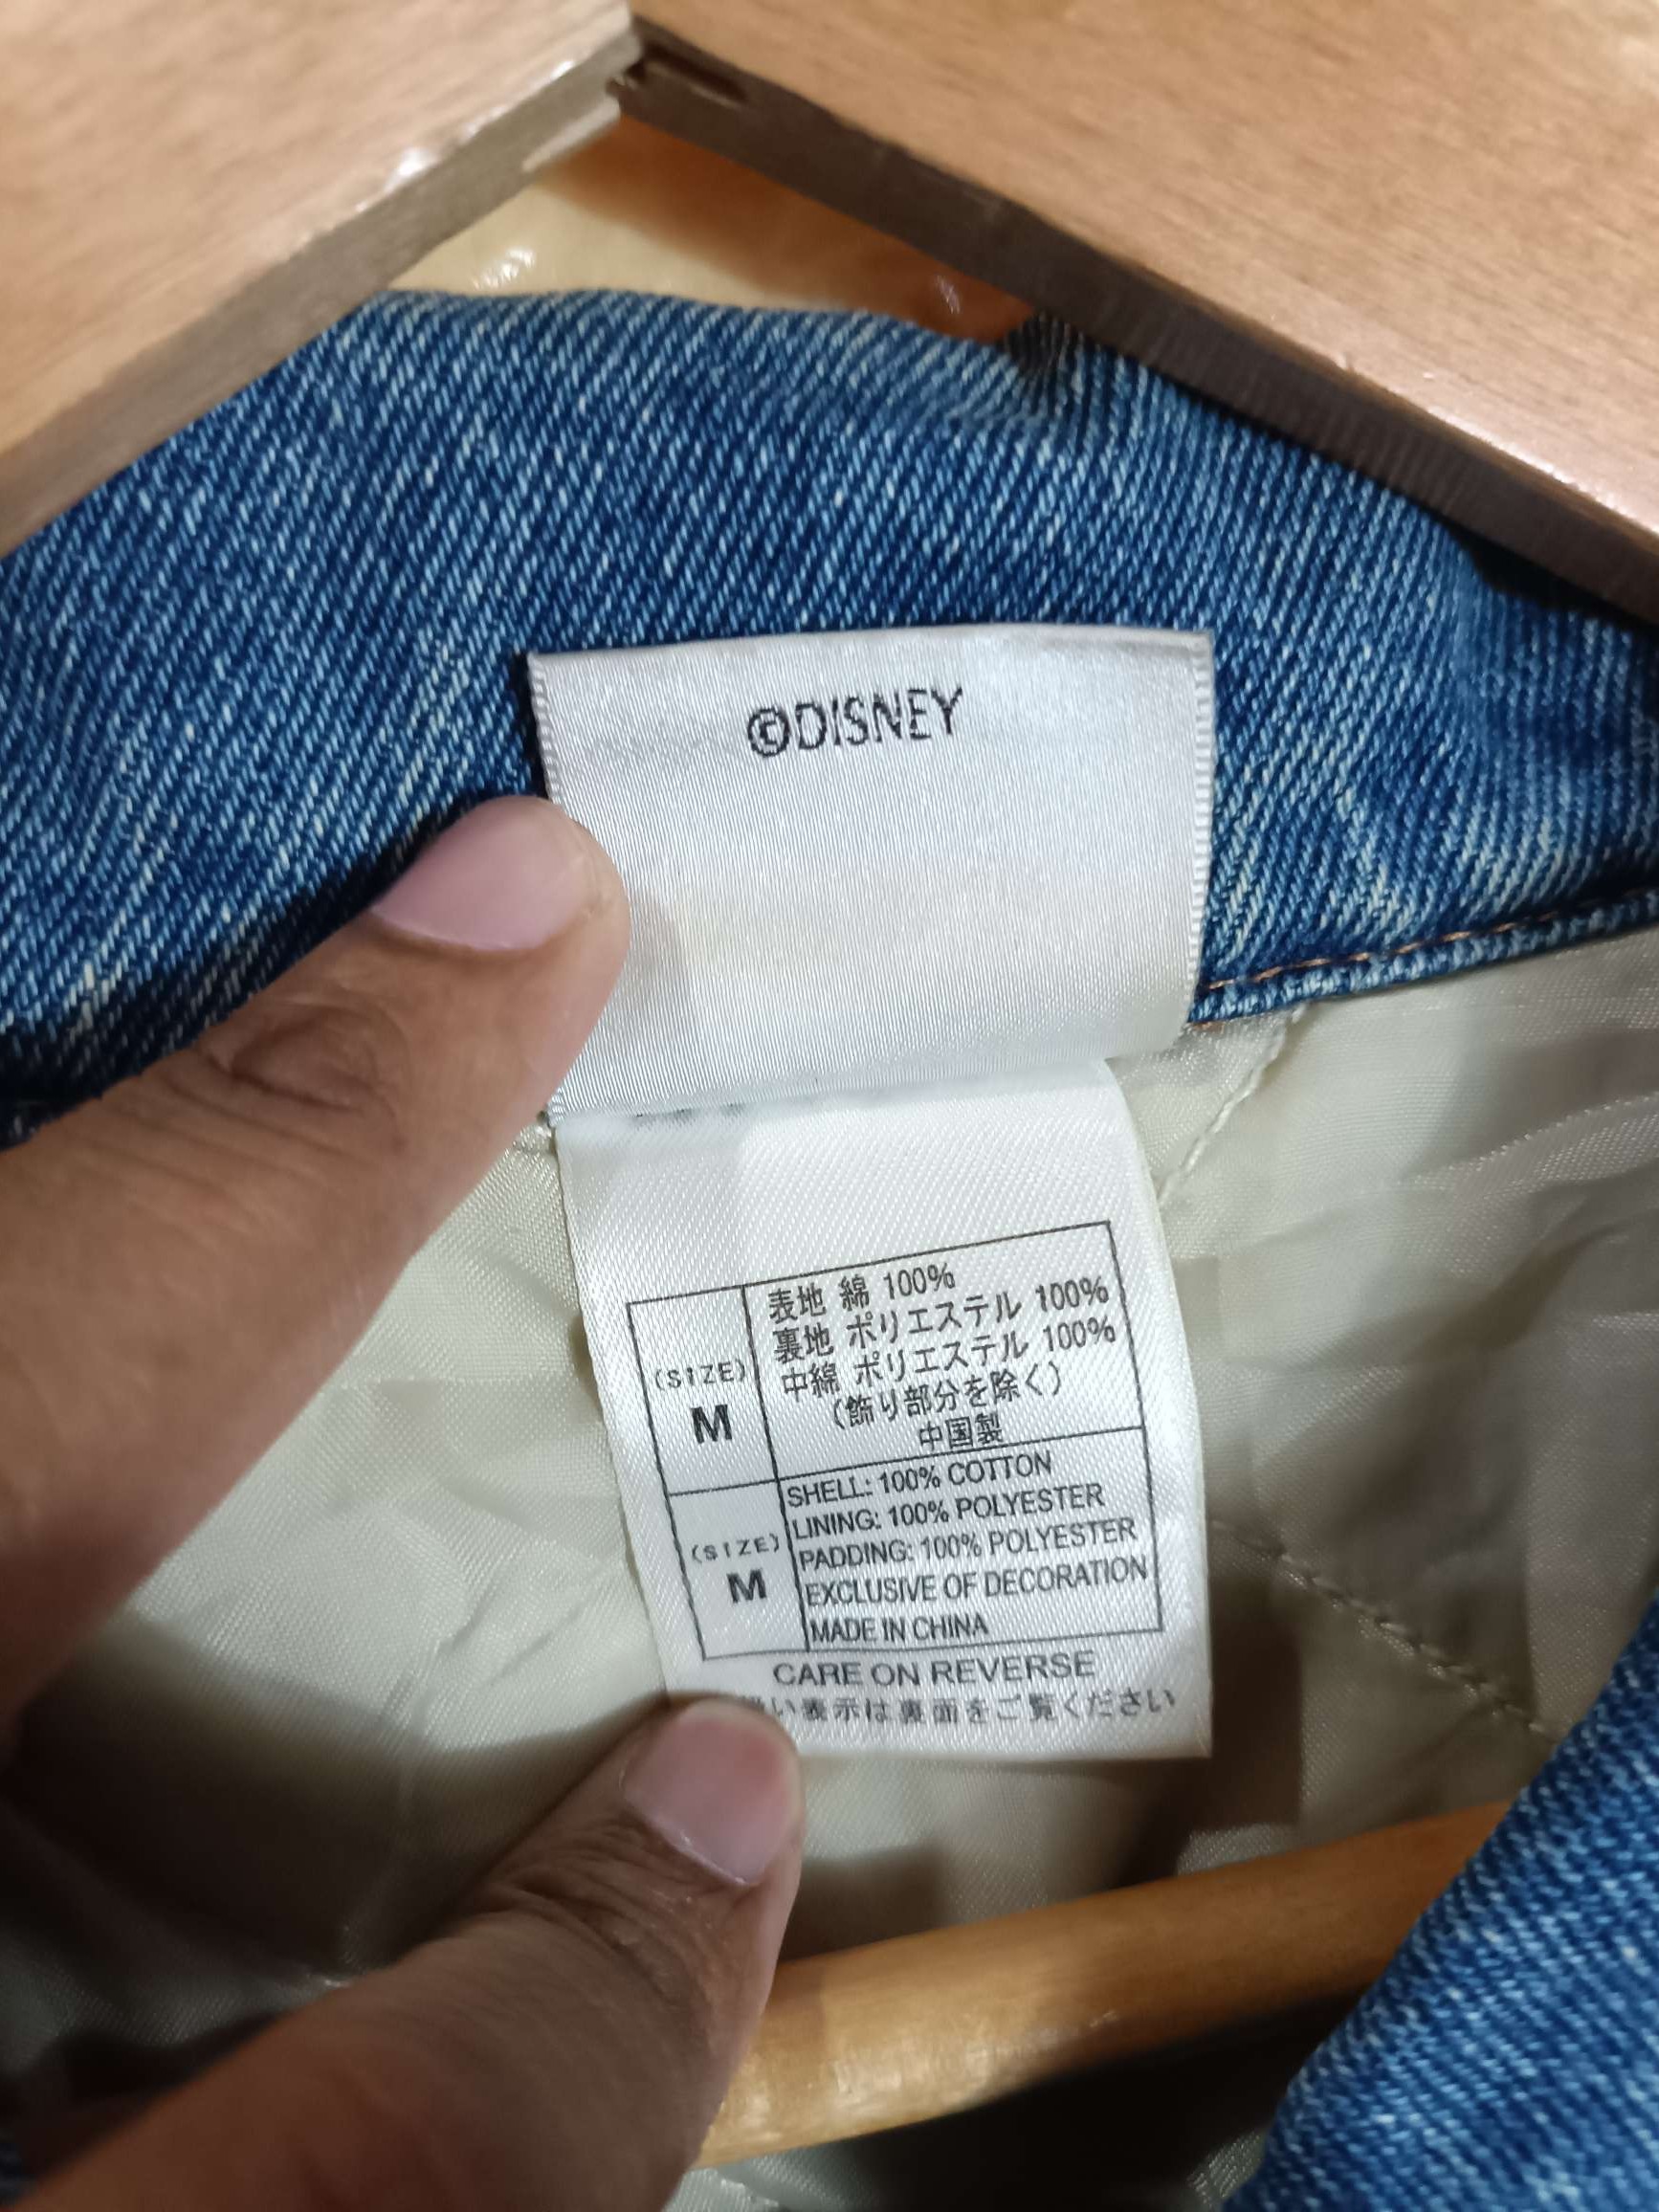 ©DISNEY
(SIZE)
M
表地 綿 100%
裏地 ポリエステル 100%
中綿 ポリエステル 100%
(飾り部分を除く)
中国製
(SIZE)
M
SHELL: 100% COTTON
LINING: 100% POLYESTER
PADDING: 100% POLYESTER
EXCLUSIVE OF DECORATION
MADE IN CHINA
CARE ON REVERSE
い表示は裏面をご覧ください